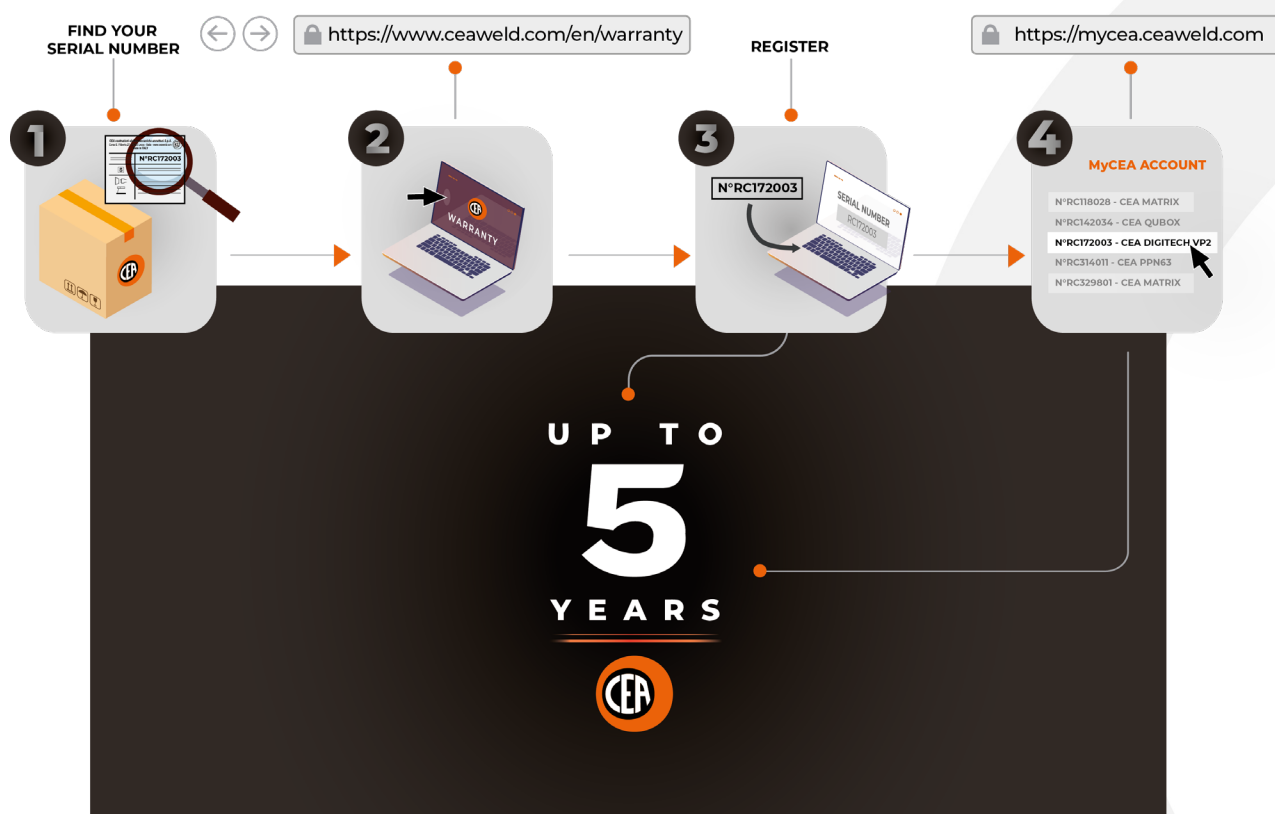 FIND YOUR
SERIAL NUMBER
https://www.ceaweld.com/en/warranty
REGISTER
https://mycea.ceaweld.com
1
N°RC172003
CEA
2
CEA
WARRANTY
3
N°RC172003
SERIAL NUMBER
RC172003
4
MyCEA ACCOUNT
N°RC118028 - CEA MATRIX
N°RC142034 - CEA QUBOX
N°RC172003 - CEA DIGITECH VP2
N°RC314011 - CEA PPN63
N°RC329801 - CEA MATRIX
UP TO
5
YEARS
CEA